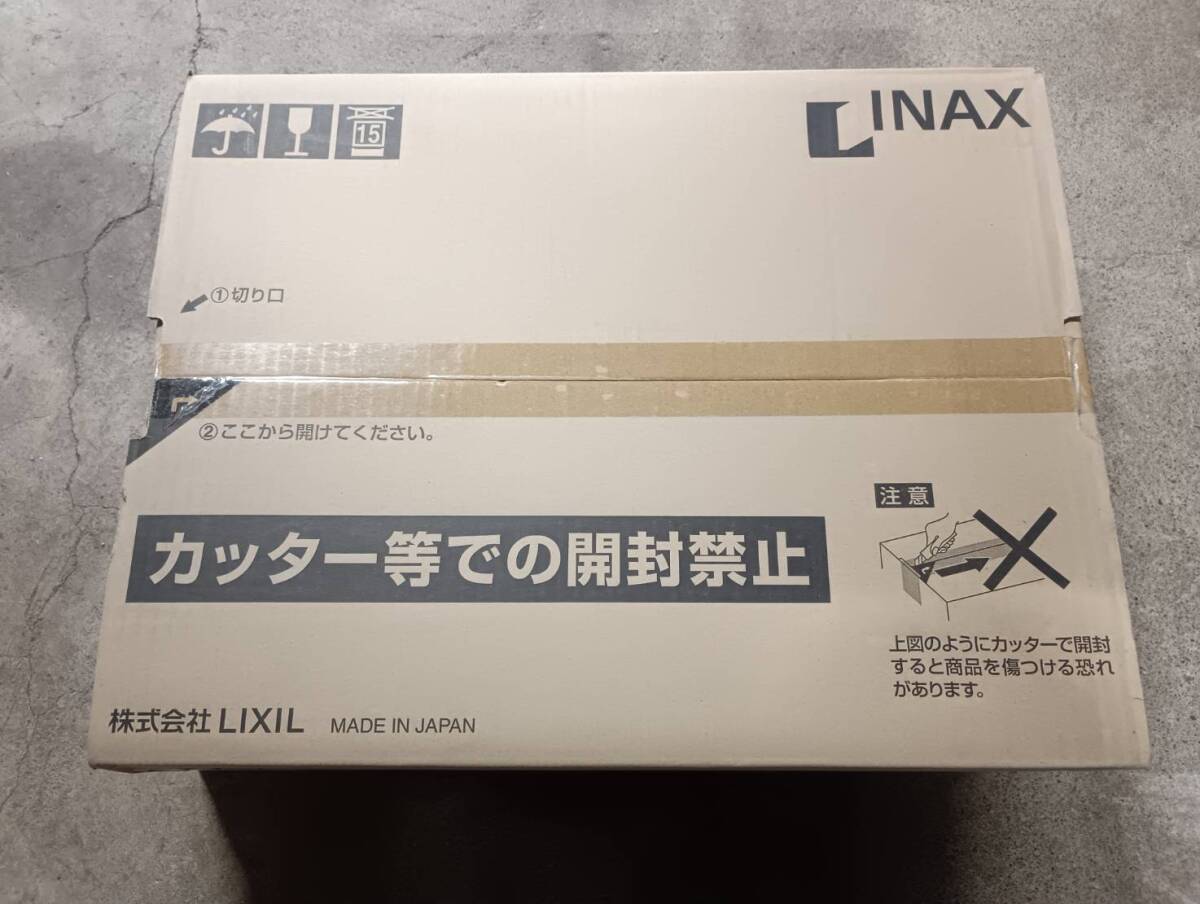 15
INAX
①切り口
②ここから開けてください。
注意
カッター等での開封禁止
上図のようにカッターで開封
すると商品を傷つける恐れ
があります。
株式会社 LIXIL MADE IN JAPAN